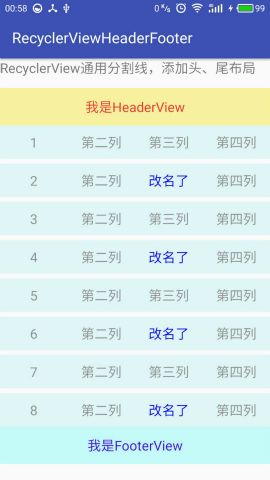 00:58 0 K/s 99
RecyclerViewHeaderFooter
RecyclerView通用分割线，添加头、尾布局
我是HeaderView
1 第二列 第三列 第四列
2 第二列 改名了 第四列
3 第二列 第三列 第四列
4 第二列 改名了 第四列
5 第二列 第三列 第四列
6 第二列 改名了 第四列
7 第二列 第三列 第四列
8 第二列 改名了 第四列
我是FooterView